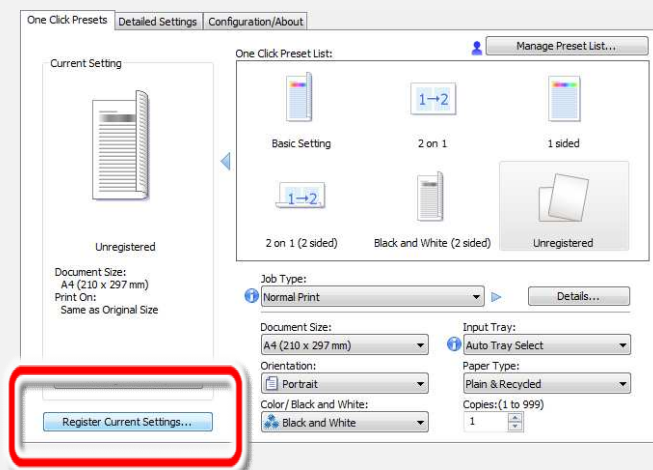 One Click Presets
Detailed Settings
Configuration/About
Current Setting
One Click Preset List:
Manage Preset List...
Basic Setting
1→2
2 on 1
1 sided
1→2
2 on 1 (2 sided)
Black and White (2 sided)
Unregistered
Unregistered
Document Size:
A4 (210 x 297 mm)
Print On:
Same as Original Size
Job Type:
Normal Print
Details...
Document Size:
A4 (210 x 297 mm)
Input Tray:
Auto Tray Select
Orientation:
Portrait
Paper Type:
Plain & Recycled
Color/ Black and White:
Black and White
Copies:(1 to 999)
1
Register Current Settings...